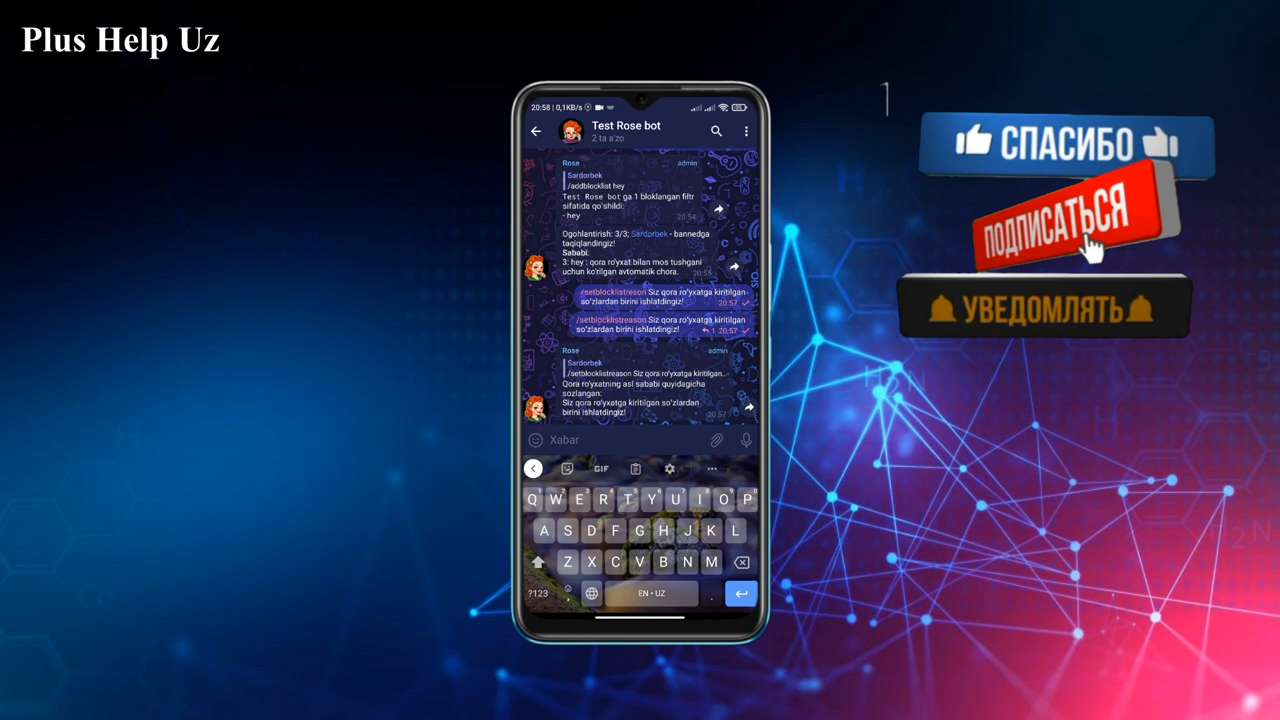 Plus Help Uz
1
СПАСИБО
ПОДПИСАТЬСЯ
УВЕДОМЛЯТЬ
20:58 | 0,1KB/s
Test Rose bot
2 ta a'zo
Rose admin
Sardorbek
/addblocklist hey
Test Rose bot ga 1 bloklangan filtr
sifatida qo'shildi:
- hey 20:54
Ogohlantirish: 3/3; Sardorbek - bannedga
taqiqlandingiz!
Sababi:
3: hey : qora ro'yxat bilan mos tushgani
uchun ko'rilgan avtomatik chora. 20:55
/setblocklistreson Siz qora ro'yxatga kiritilgan
so'zlardan birini ishlatdingiz! 20:57
/setblocklistreason Siz qora ro'yxatga kiritilgan
so'zlardan birini ishlatdingiz! 1 20:57
Rose admin
Sardorbek
/setblocklistreason Siz qora ro'yxatga kiritilgan...
Qora ro'yxatning asl sababi quyidagicha
sozlangan:
Siz qora ro'yxatga kiritilgan so'zlardan
birini ishlatdingiz! 20:57
Xabar
GIF
Q W E R T Y U I O P
A S D F G H J K L
Z X C V B N M
?123 , EN • UZ .